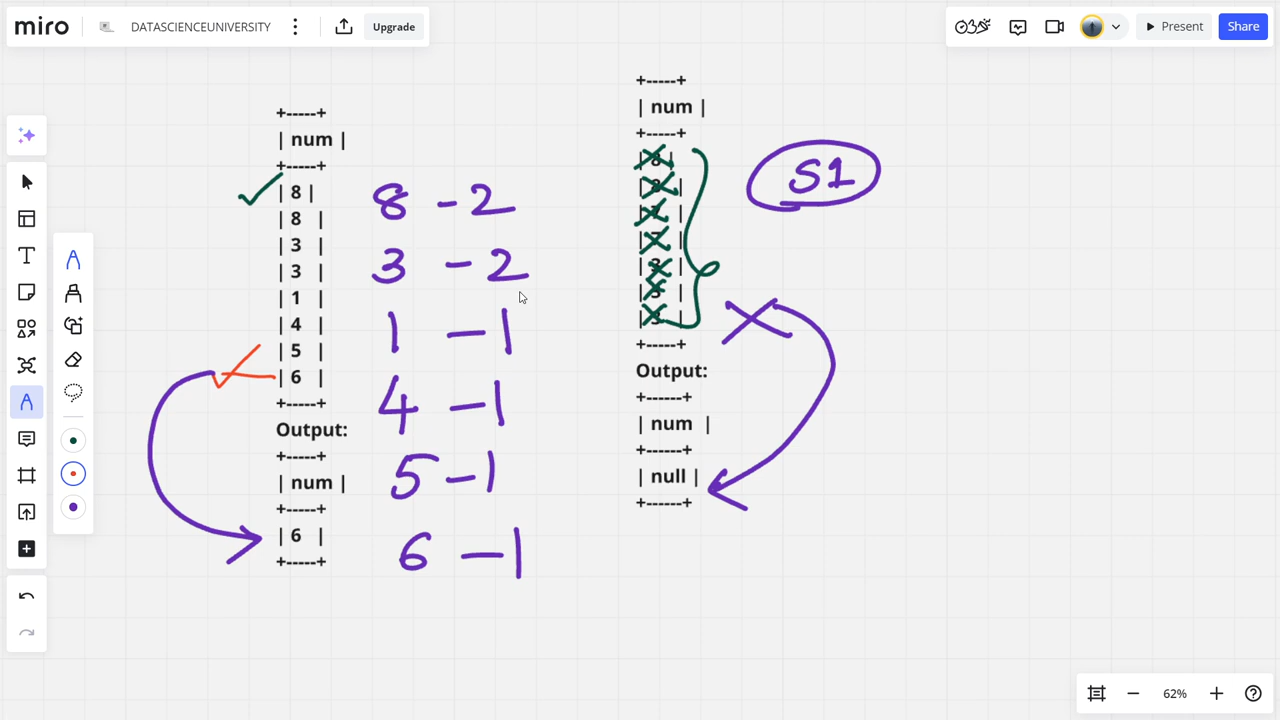 miro DATASCIENCEUNIVERSITY Upgrade
Present Share
+-----+
| num |
+-----+
| 8 |
| 8 |
| 3 |
| 3 |
| 1 |
| 4 |
| 5 |
| 6 |
+-----+
Output:
+-----+
| num |
+-----+
| 6 |
+-----+
8 - 2
3 - 2
1 - 1
4 - 1
5 - 1
6 - 1
+-----+
| num |
+-----+
| 8 |
+-----+
Output:
+------+
| num |
+------+
| null |
+------+
S1
62%